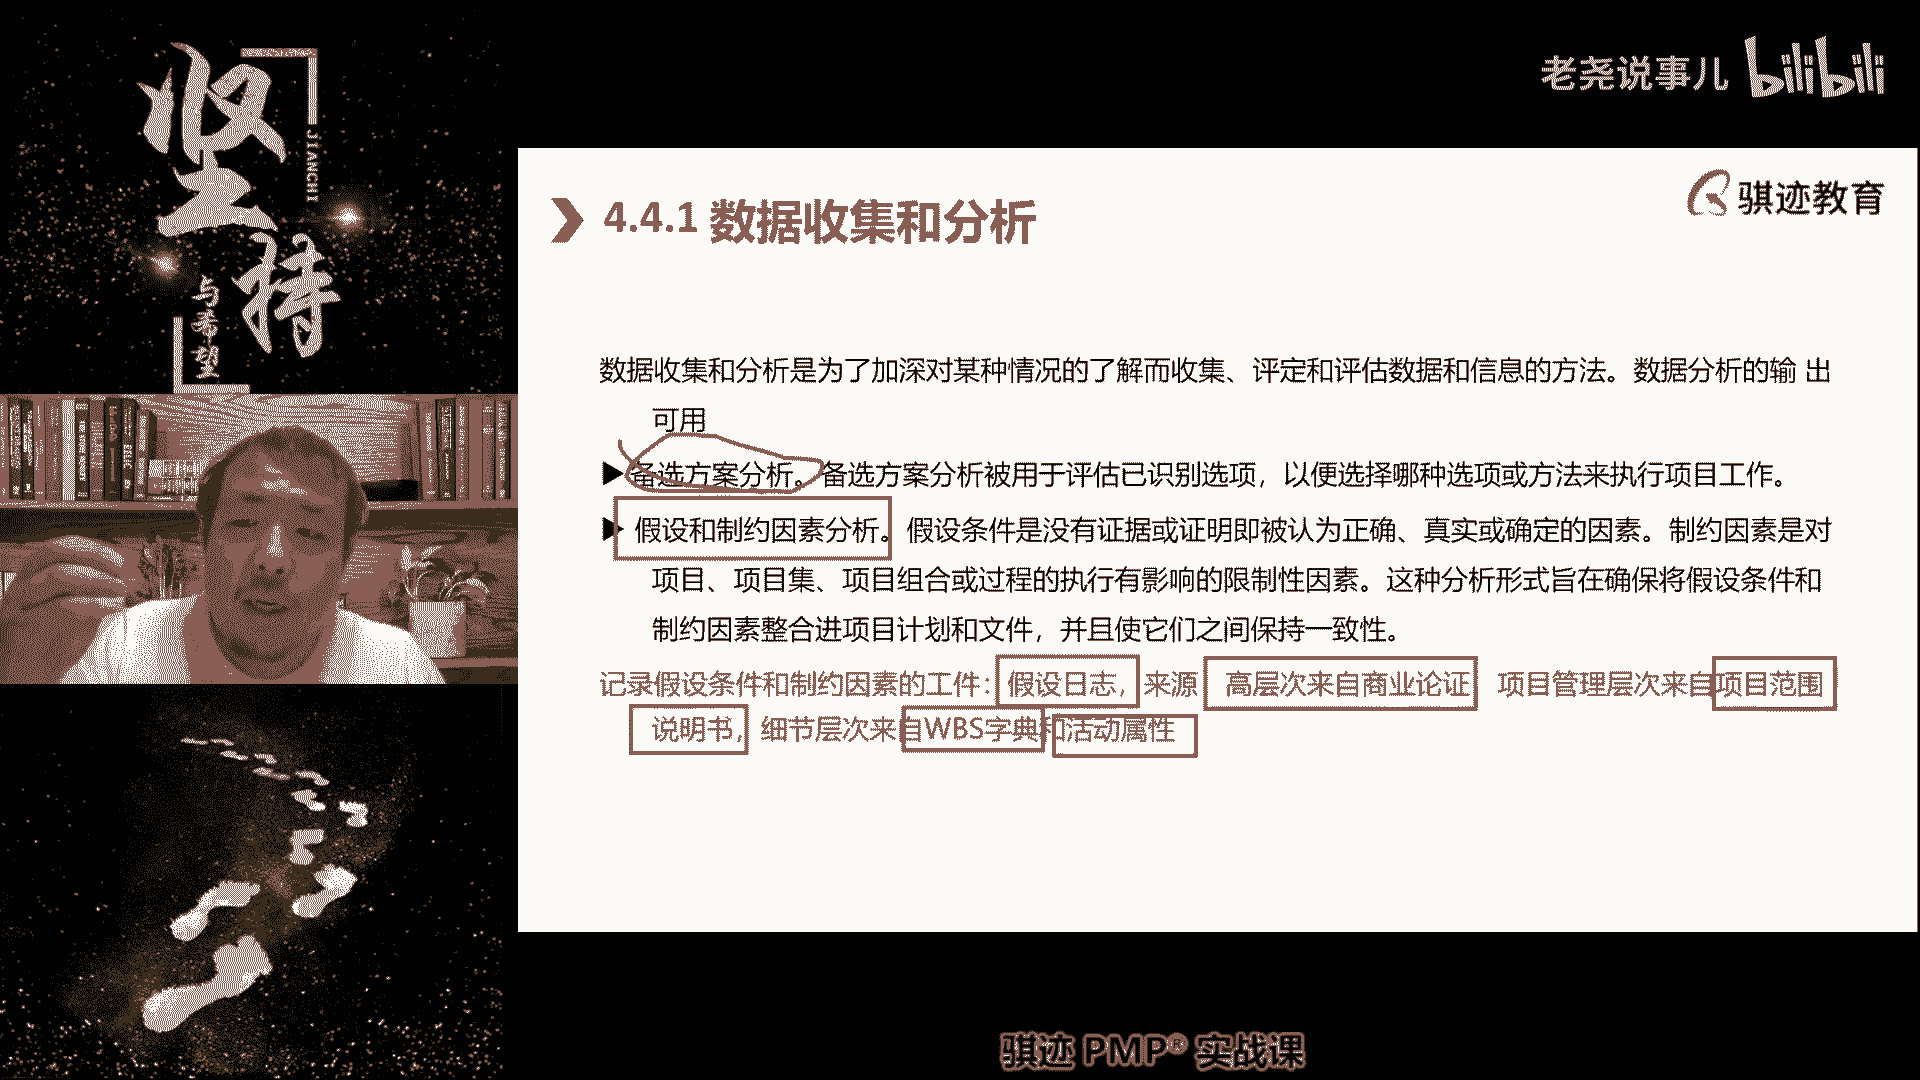 坚持
JIANCHI
与希望
老尧说事儿 bilibili
骐迹教育
4.4.1 数据收集和分析
数据收集和分析是为了加深对某种情况的了解而收集、评定和评估数据和信息的方法。数据分析的输 出
可用
备选方案分析。备选方案分析被用于评估已识别选项，以便选择哪种选项或方法来执行项目工作。
假设和制约因素分析。假设条件是没有证据或证明即被认为正确、真实或确定的因素。制约因素是对
项目、项目集、项目组合或过程的执行有影响的限制性因素。这种分析形式旨在确保将假设条件和
制约因素整合进项目计划和文件，并且使它们之间保持一致性。
记录假设条件和制约因素的工件：假设日志，来源 高层次来自商业论证 项目管理层次来自项目范围
说明书，细节层次来自WBS字典和活动属性
骐迹 PMP® 实战课